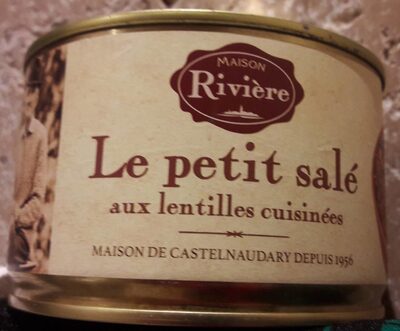 MAISON
Rivière
Le petit salé
aux lentilles cuisinées
MAISON DE CASTELNAUDARY DEPUIS 1956